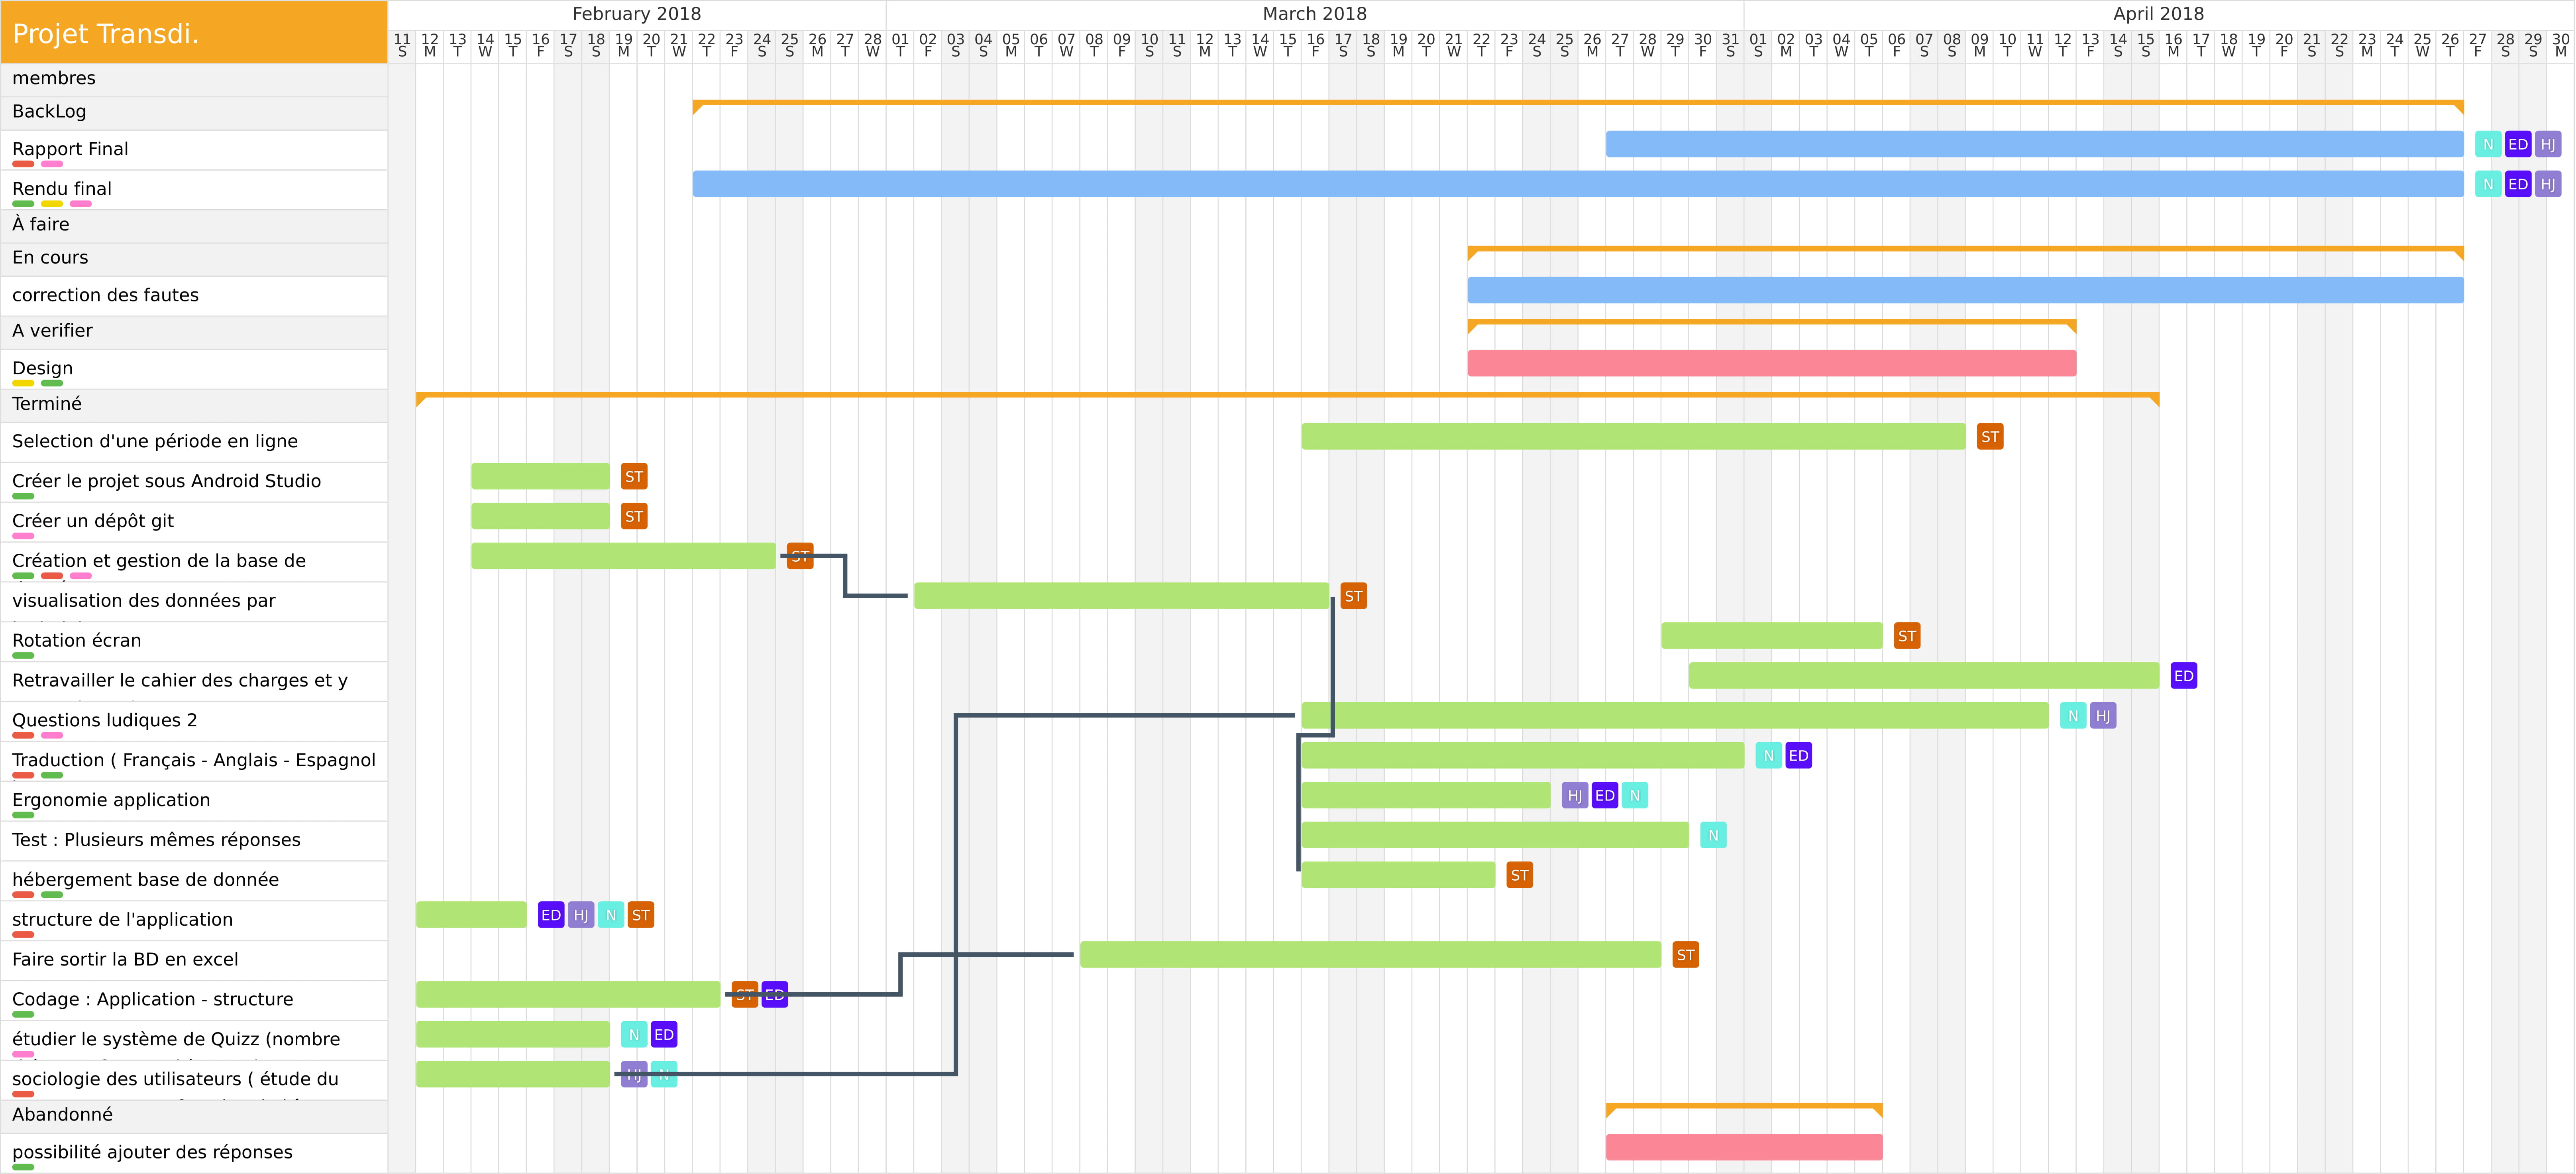 Projet Transdi.
February 2018 March 2018 April 2018
11 12 13 14 15 16 17 18 19 20 21 22 23 24 25 26 27 28 01 02 03 04 05 06 07 08 09 10 11 12 13 14 15 16 17 18 19 20 21 22 23 24 25 26 27 28 29 30 31 01 02 03 04 05 06 07 08 09 10 11 12 13 14 15 16 17 18 19 20 21 22 23 24 25 26 27 28 29 30
S M T W T F S S M T W T F S S M T W T F S S M T W T F S S M T W T F S S M T W T F S S M T W T F S S M T W T F S S M T W T F S S M T W T F S S M T W T F S S M
membres
BackLog
Rapport Final N ED HJ
Rendu final N ED HJ
À faire
En cours
correction des fautes
A verifier
Design
Terminé
Selection d'une période en ligne ST
Créer le projet sous Android Studio ST
Créer un dépôt git ST
Création et gestion de la base de ST
visualisation des données par ST
Rotation écran ST
Retravailler le cahier des charges et y ED
Questions ludiques 2 N HJ
Traduction ( Français - Anglais - Espagnol N ED
Ergonomie application HJ ED N
Test : Plusieurs mêmes réponses N
hébergement base de donnée ST
structure de l'application ED HJ N ST
Faire sortir la BD en excel ST
Codage : Application - structure ST ED
étudier le système de Quizz (nombre N ED
sociologie des utilisateurs ( étude du HJ N
Abandonné
possibilité ajouter des réponses